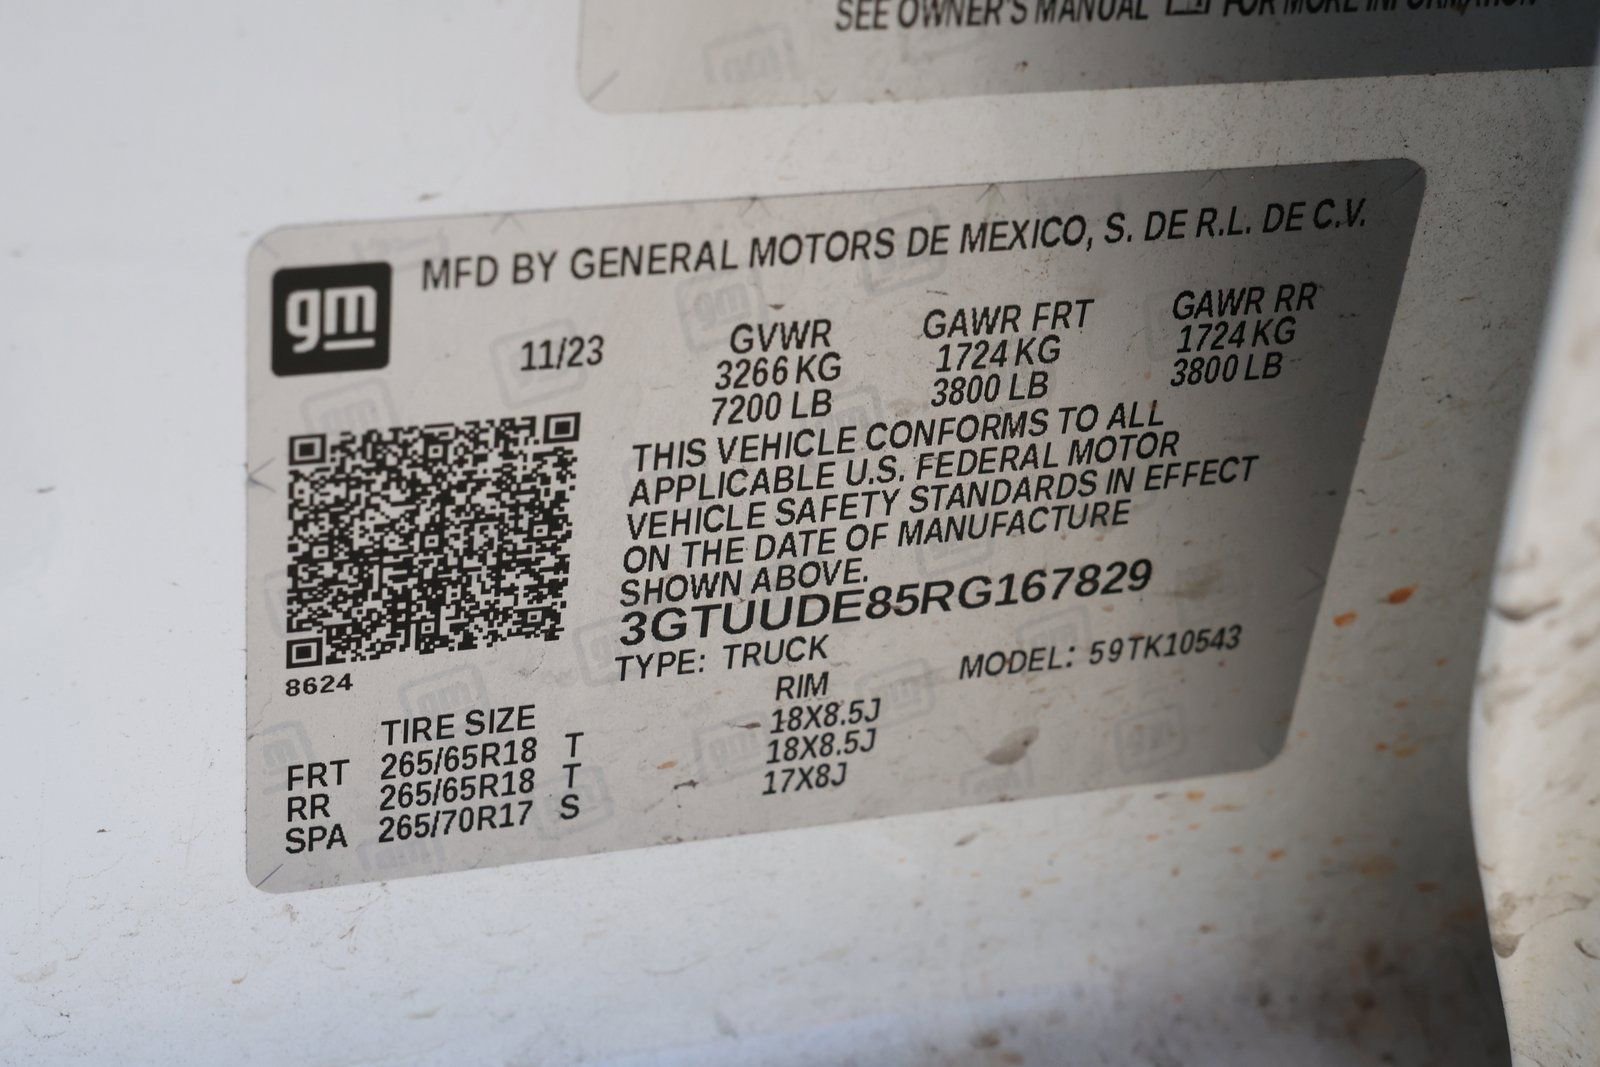 SEE OWNER'S MANUAL FOR MORE INFORMATION
gm
MFD BY GENERAL MOTORS DE MEXICO, S. DE R.L. DE C.V.
11/23 GVWR GAWR FRT GAWR RR
3266 KG 1724 KG 1724 KG
7200 LB 3800 LB 3800 LB
THIS VEHICLE CONFORMS TO ALL
APPLICABLE U.S. FEDERAL MOTOR
VEHICLE SAFETY STANDARDS IN EFFECT
ON THE DATE OF MANUFACTURE
SHOWN ABOVE.
3GTUUDE85RG167829
TYPE: TRUCK MODEL: 59TK10543
8624
TIRE SIZE RIM
FRT 265/65R18 T 18X8.5J
RR 265/65R18 T 18X8.5J
SPA 265/70R17 S 17X8J